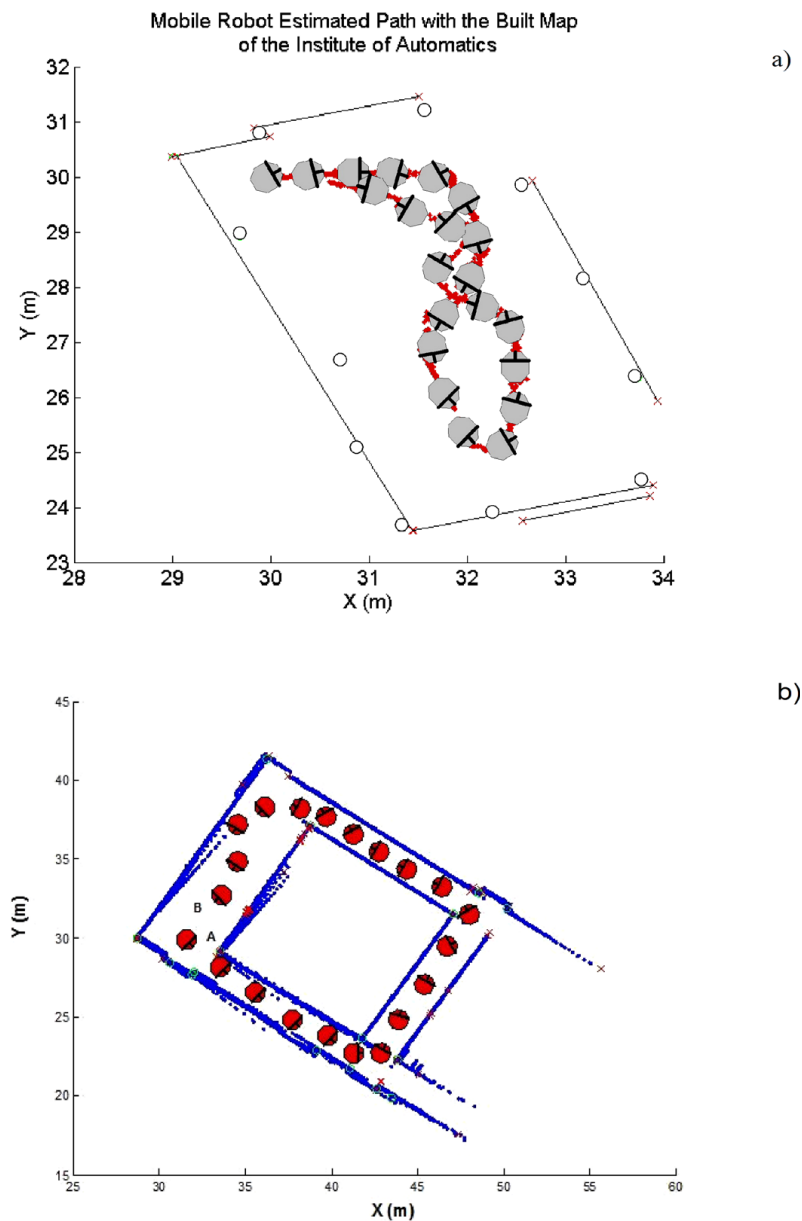 Mobile Robot Estimated Path with the Built Map
of the Institute of Automatics
a)
32
31
30
29
28
27
26
25
24
23
Y (m)
28 29 30 31 32 33 34
X (m)
b)
45
40
35
30
25
20
15
Y (m)
B
A
25 30 35 40 45 50 55 60
X (m)